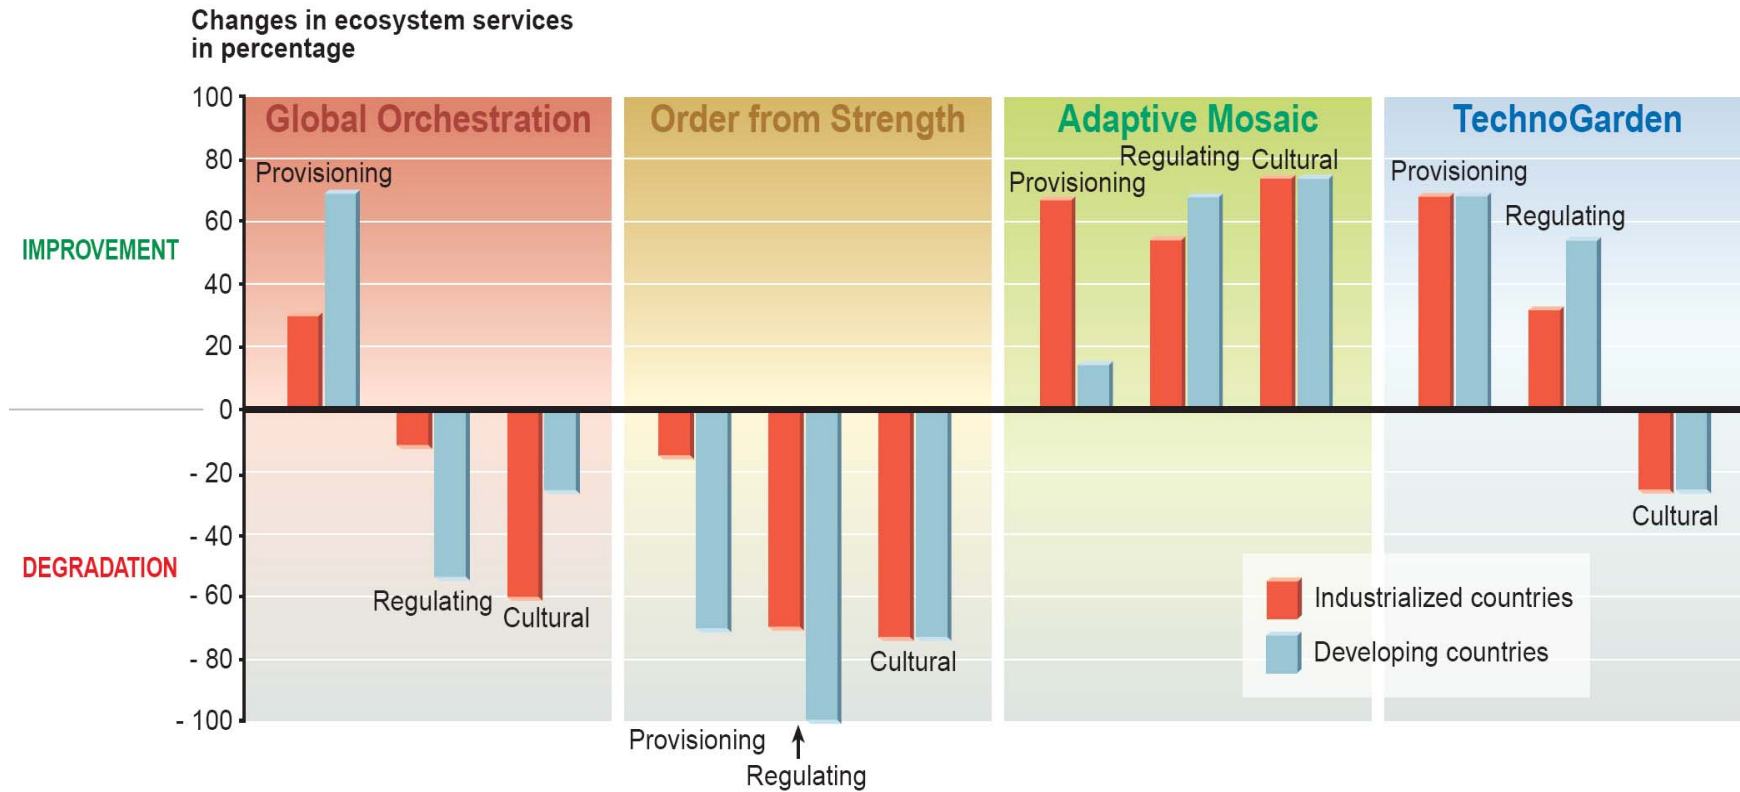 Changes in ecosystem services
in percentage
100
80
60
40
20
0
- 20
- 40
- 60
- 80
- 100
IMPROVEMENT
DEGRADATION
Global Orchestration
Provisioning
Regulating
Cultural
Order from Strength
Provisioning
Regulating
Cultural
Adaptive Mosaic
Provisioning
Regulating
Cultural
TechnoGarden
Provisioning
Regulating
Cultural
Industrialized countries
Developing countries